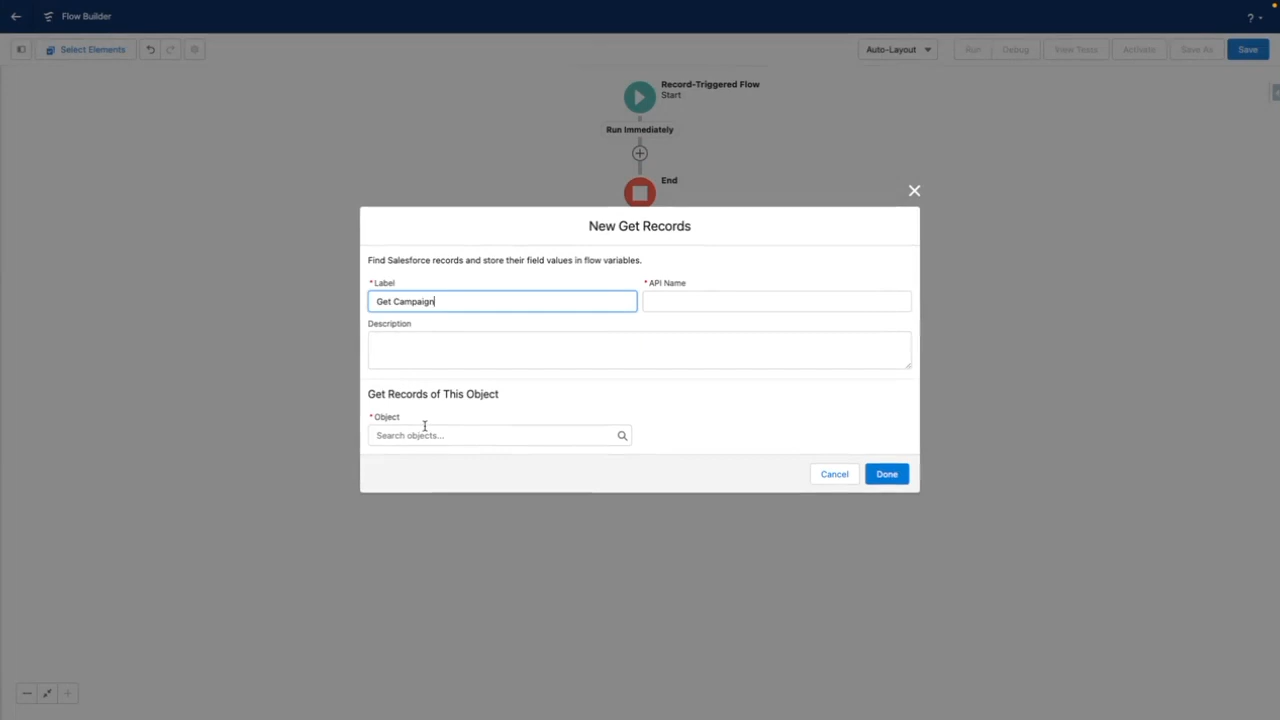 Flow Builder
?
Select Elements
Auto-Layout
Run
Debug
View Tests
Activate
Save As
Save
Record-Triggered Flow
Start
Run Immediately
End
New Get Records
Find Salesforce records and store their field values in flow variables.
* Label
* API Name
Get Campaign
Description
Get Records of This Object
* Object
Search objects...
Cancel
Done